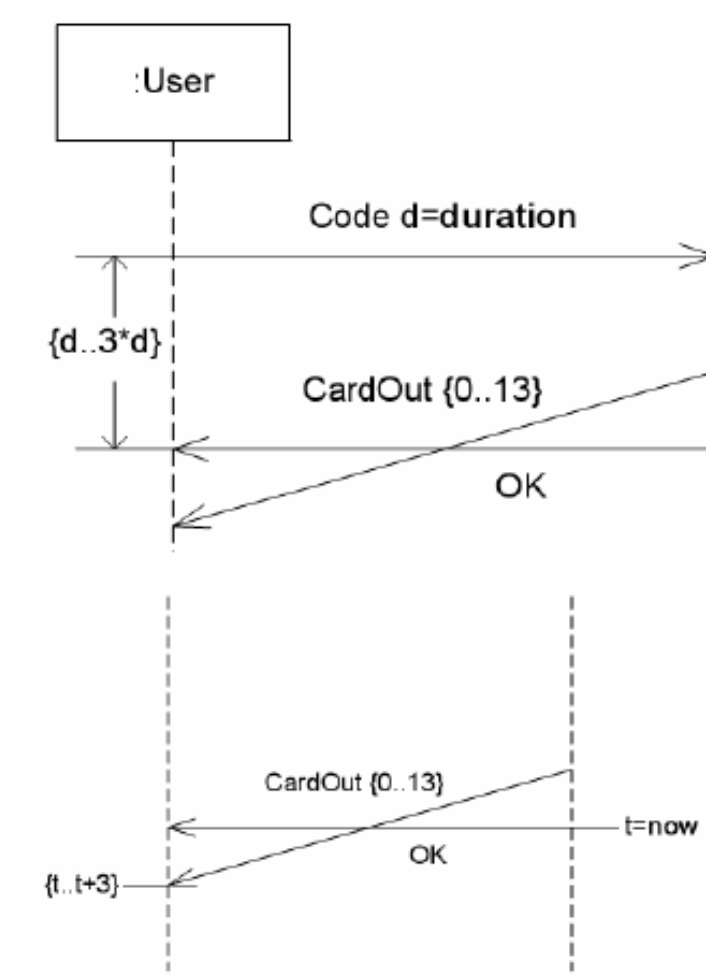 :User
Code d=duration
{d..3*d}
CardOut {0..13}
OK
CardOut {0..13}
t=now
OK
{t..t+3}